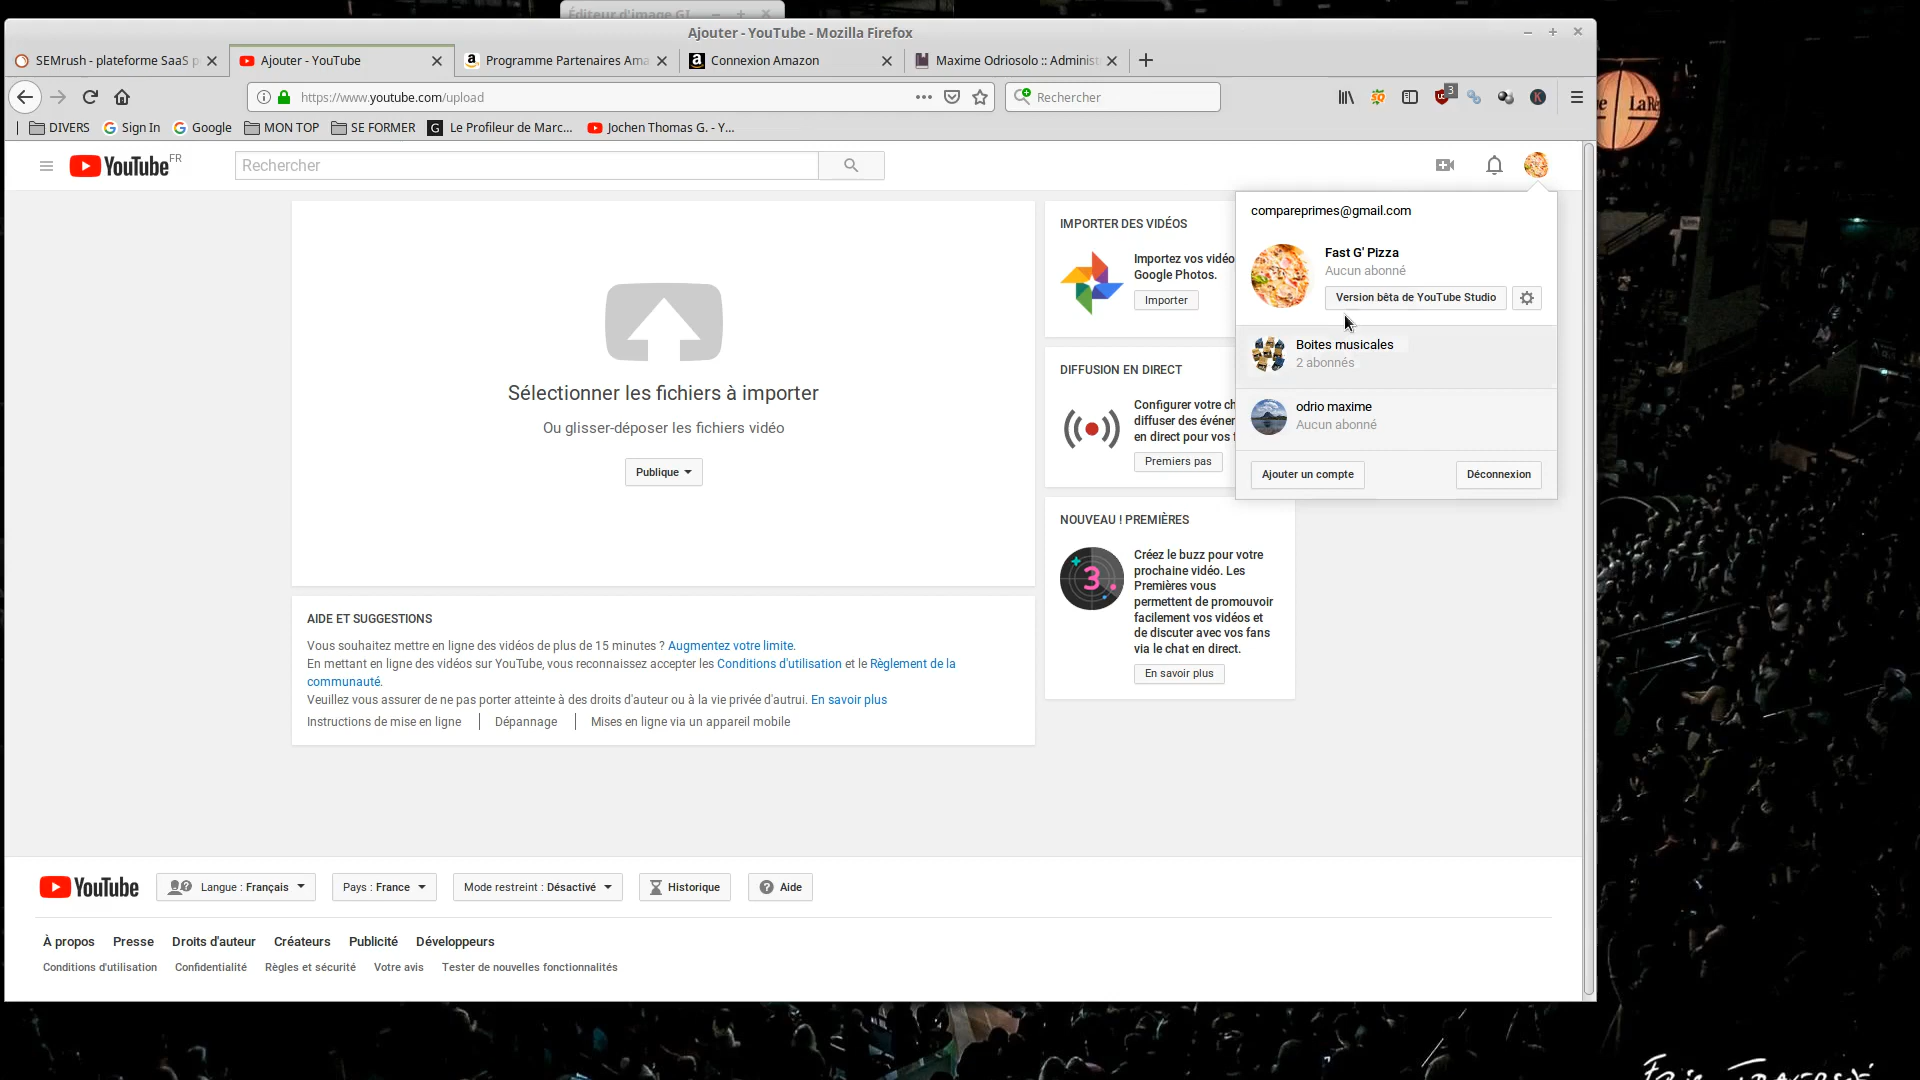 Éditeur d'image GI
Ajouter - YouTube - Mozilla Firefox
SEMrush - plateforme SaaS p
Ajouter - YouTube
Programme Partenaires Ama
Connexion Amazon
Maxime Odriosolo :: Administ
https://www.youtube.com/upload
Rechercher
3
DIVERS
Sign In
Google
MON TOP
SE FORMER
Le Profileur de Marc...
Jochen Thomas G. - Y...
YouTube FR
Rechercher
compareprimes@gmail.com
Fast G' Pizza
Aucun abonné
Version bêta de YouTube Studio
Boites musicales
2 abonnés
odrio maxime
Aucun abonné
Ajouter un compte
Déconnexion
Sélectionner les fichiers à importer
Ou glisser-déposer les fichiers vidéo
Publique
IMPORTER DES VIDÉOS
Importez vos vidéo
Google Photos.
Importer
DIFFUSION EN DIRECT
Configurer votre ch
diffuser des événer
en direct pour vos f
Premiers pas
NOUVEAU ! PREMIÈRES
3
Créez le buzz pour votre
prochaine vidéo. Les
Premières vous
permettent de promouvoir
facilement vos vidéos et
de discuter avec vos fans
via le chat en direct.
En savoir plus
AIDE ET SUGGESTIONS
Vous souhaitez mettre en ligne des vidéos de plus de 15 minutes ? Augmentez votre limite.
En mettant en ligne des vidéos sur YouTube, vous reconnaissez accepter les Conditions d'utilisation et le Règlement de la
communauté.
Veuillez vous assurer de ne pas porter atteinte à des droits d'auteur ou à la vie privée d'autrui. En savoir plus
Instructions de mise en ligne
Dépannage
Mises en ligne via un appareil mobile
YouTube
Langue : Français
Pays : France
Mode restreint : Désactivé
Historique
Aide
À propos
Presse
Droits d'auteur
Créateurs
Publicité
Développeurs
Conditions d'utilisation
Confidentialité
Règles et sécurité
Votre avis
Tester de nouvelles fonctionnalités